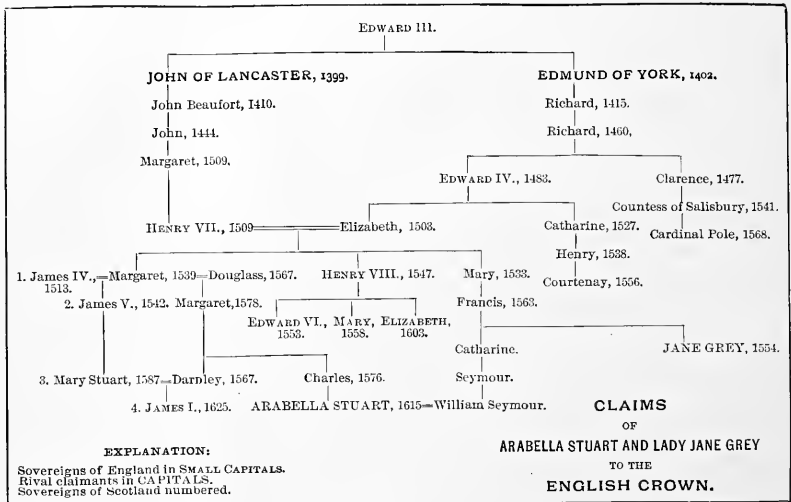 EDWARD III.
JOHN OF LANCASTER, 1399. EDMUND OF YORK, 1402.
John Beaufort, 1410. Richard, 1415.
John, 1444. Richard, 1460,
Margaret, 1509.
EDWARD IV., 1483. Clarence, 1477.
Countess of Salisbury, 1541.
HENRY VII., 1509 Elizabeth, 1503. Catharine, 1527. Cardinal Pole, 1568.
Henry, 1538.
1. James IV.,=Margaret, 1539=Douglass, 1567. HENRY VIII., 1547. Mary, 1533. Courtenay, 1556.
1513.
2. James V., 1542. Margaret,1578. Francis, 1563.
EDWARD VI., MARY, ELIZABETH,
1553. 1558. 1603.
Catharine. JANE GREY, 1554.
3. Mary Stuart, 1587=Darnley, 1567. Charles, 1576. Seymour.
4. JAMES I., 1625. ARABELLA STUART, 1615=William Seymour.
CLAIMS
OF
ARABELLA STUART AND LADY JANE GREY
TO THE
ENGLISH CROWN.
EXPLANATION:
Sovereigns of England in SMALL CAPITALS.
Rival claimants in CAPITALS.
Sovereigns of Scotland numbered.